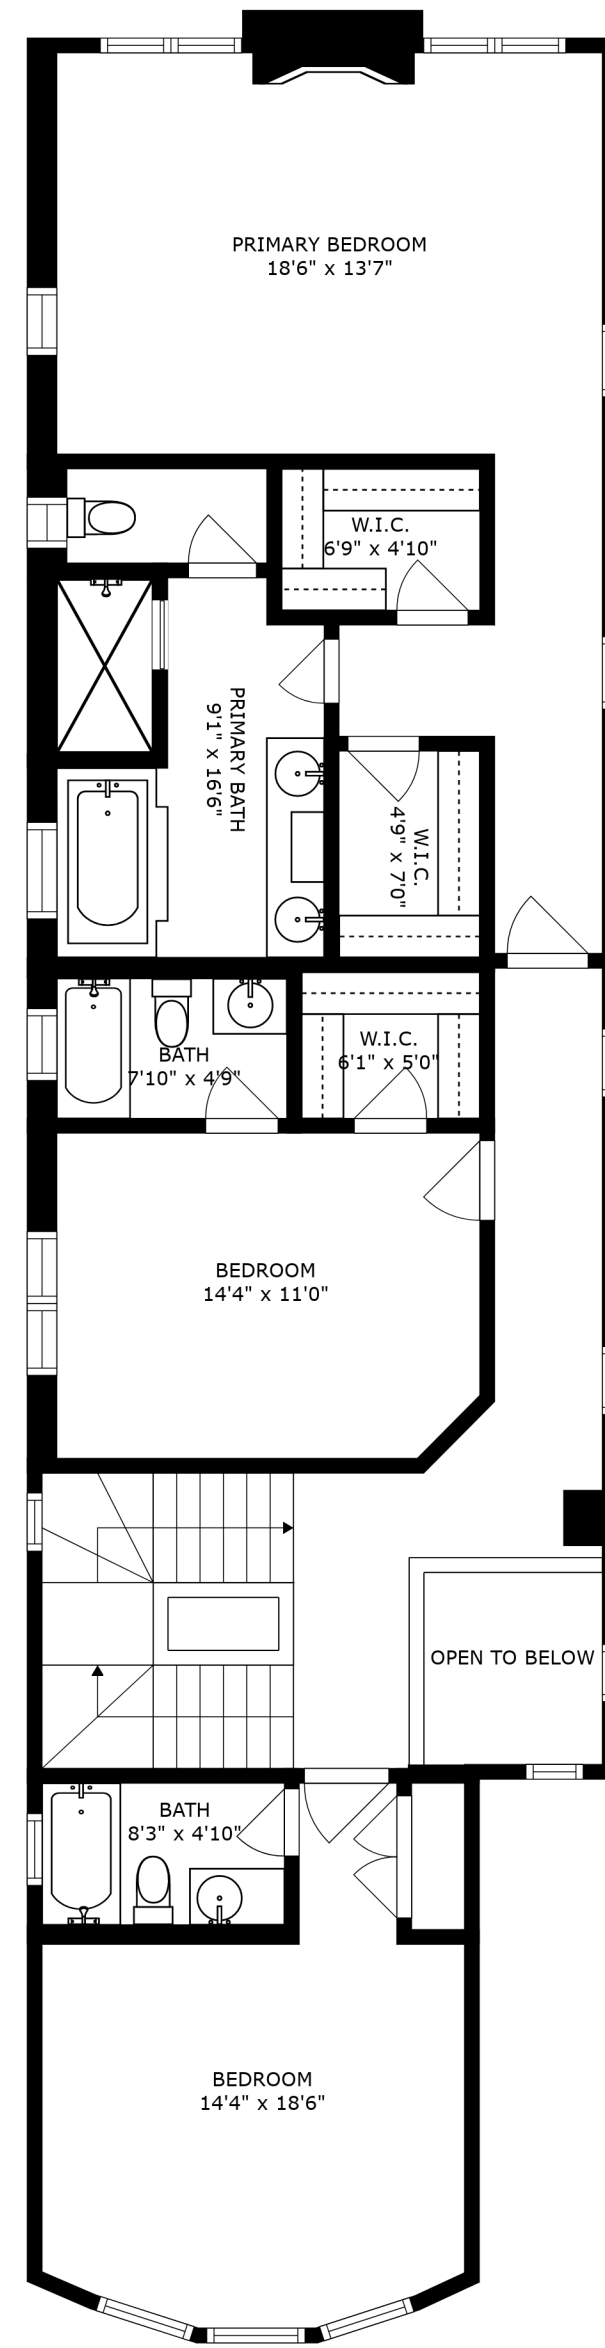 PRIMARY BEDROOM
18'6" x 13'7"
W.I.C.
6'9" x 4'10"
PRIMARY BATH
9'1" x 16'6"
W.I.C.
4'9" x 7'0"
BATH
7'10" x 4'9"
W.I.C.
6'1" x 5'0"
BEDROOM
14'4" x 11'0"
OPEN TO BELOW
BATH
8'3" x 4'10"
BEDROOM
14'4" x 18'6"